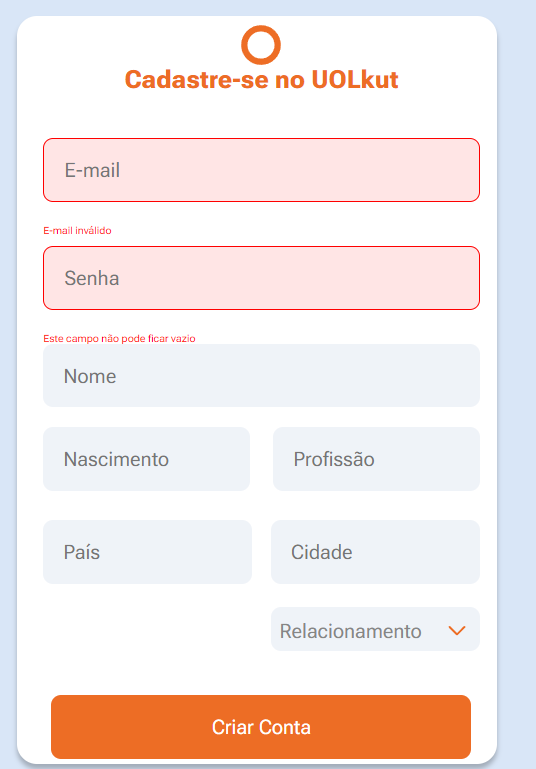 Cadastre-se no UOLkut
E-mail
E-mail inválido
Senha
Este campo não pode ficar vazio
Nome
Nascimento Profissão
País Cidade
Relacionamento
Criar Conta